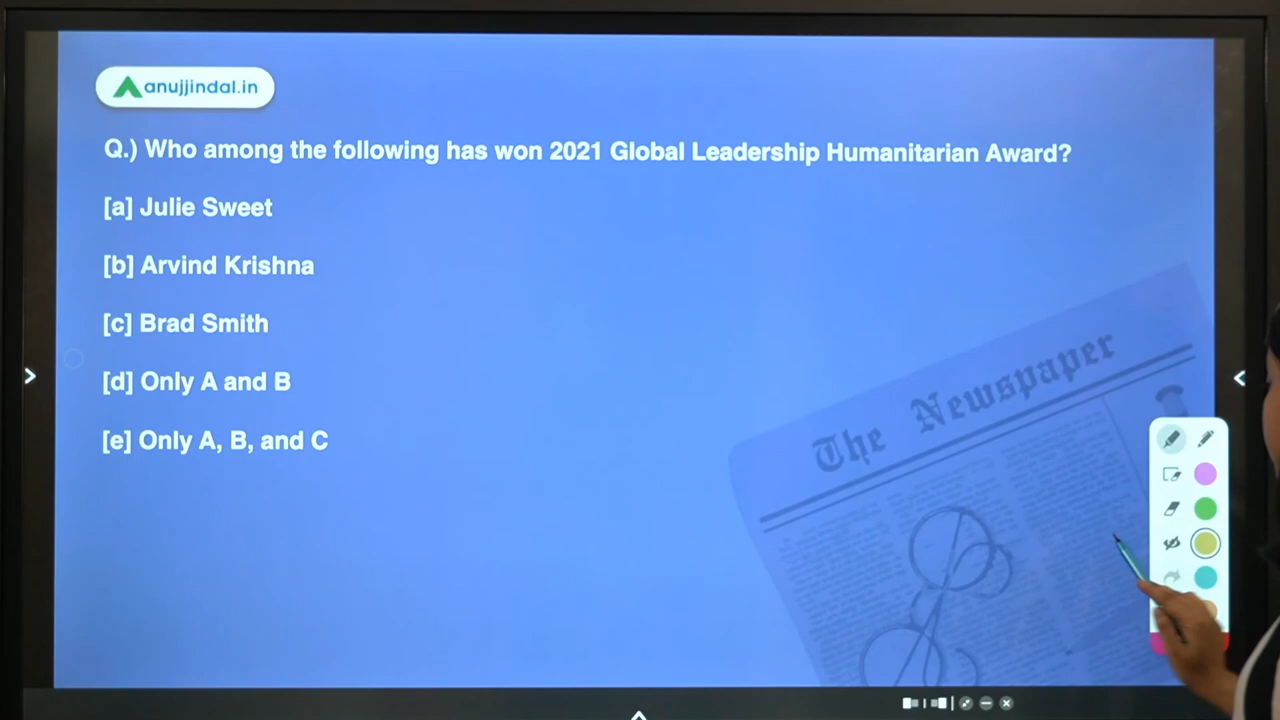 anujjindal.in
Q.) Who among the following has won 2021 Global Leadership Humanitarian Award?
[a] Julie Sweet
[b] Arvind Krishna
[c] Brad Smith
[d] Only A and B
[e] Only A, B, and C
The Newspaper